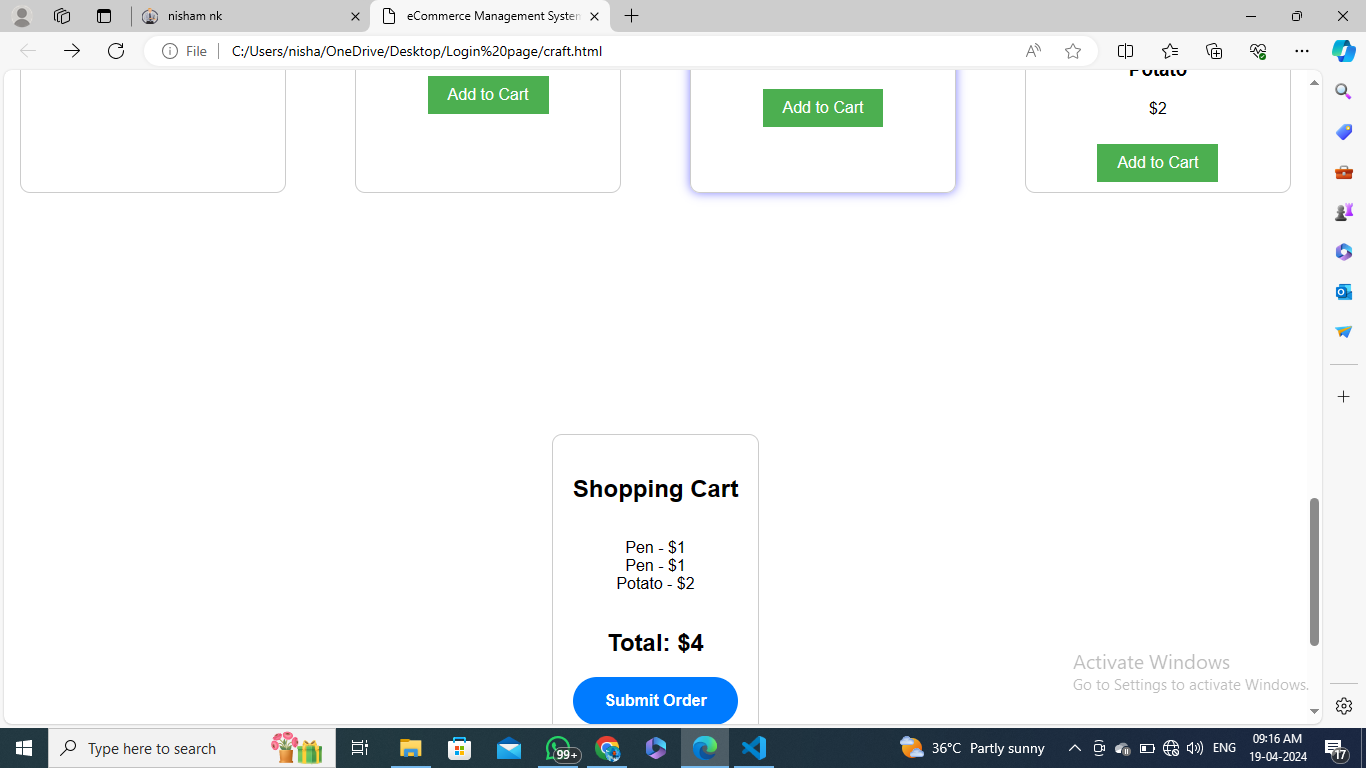 nisham nk
eCommerce Management System
File
C:/Users/nisha/OneDrive/Desktop/Login%20page/craft.html
Potato
Add to Cart
Add to Cart
$2
Add to Cart
Shopping Cart
Pen - $1
Pen - $1
Potato - $2
Total: $4
Submit Order
Activate Windows
Go to Settings to activate Windows.
Type here to search
99+
36°C Partly sunny
ENG
09:16 AM
19-04-2024
17